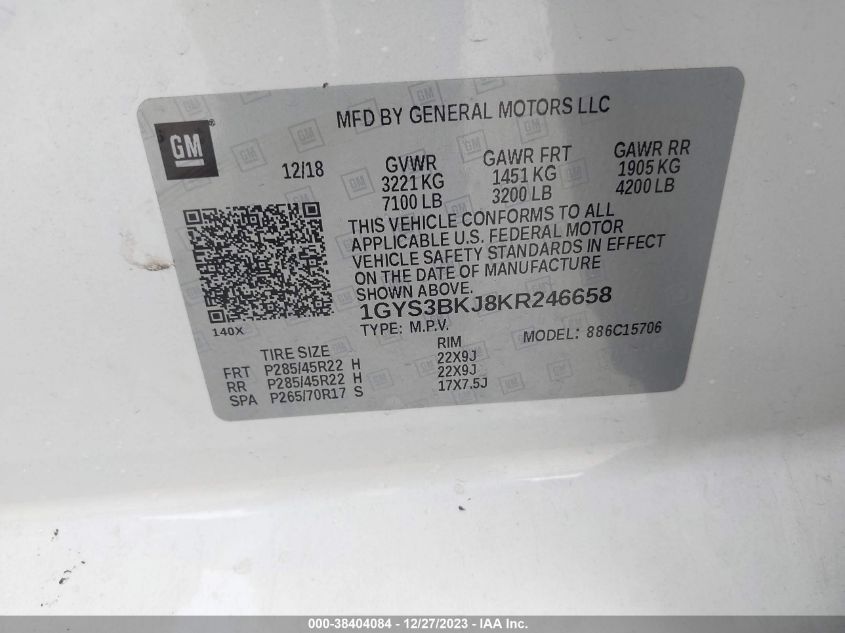 MFD BY GENERAL MOTORS LLC
GM ®
12/18
GVWR GAWR FRT GAWR RR
3221 KG 1451 KG 1905 KG
7100 LB 3200 LB 4200 LB
THIS VEHICLE CONFORMS TO ALL
APPLICABLE U.S. FEDERAL MOTOR
VEHICLE SAFETY STANDARDS IN EFFECT
ON THE DATE OF MANUFACTURE
SHOWN ABOVE.
1GYS3BKJ8KR246658
140X
TYPE: M.P.V. MODEL: 886C15706
TIRE SIZE RIM
FRT P285/45R22 H 22X9J
RR P285/45R22 H 22X9J
SPA P265/70R17 S 17X7.5J
000-38404084 - 12/27/2023 - IAA Inc.